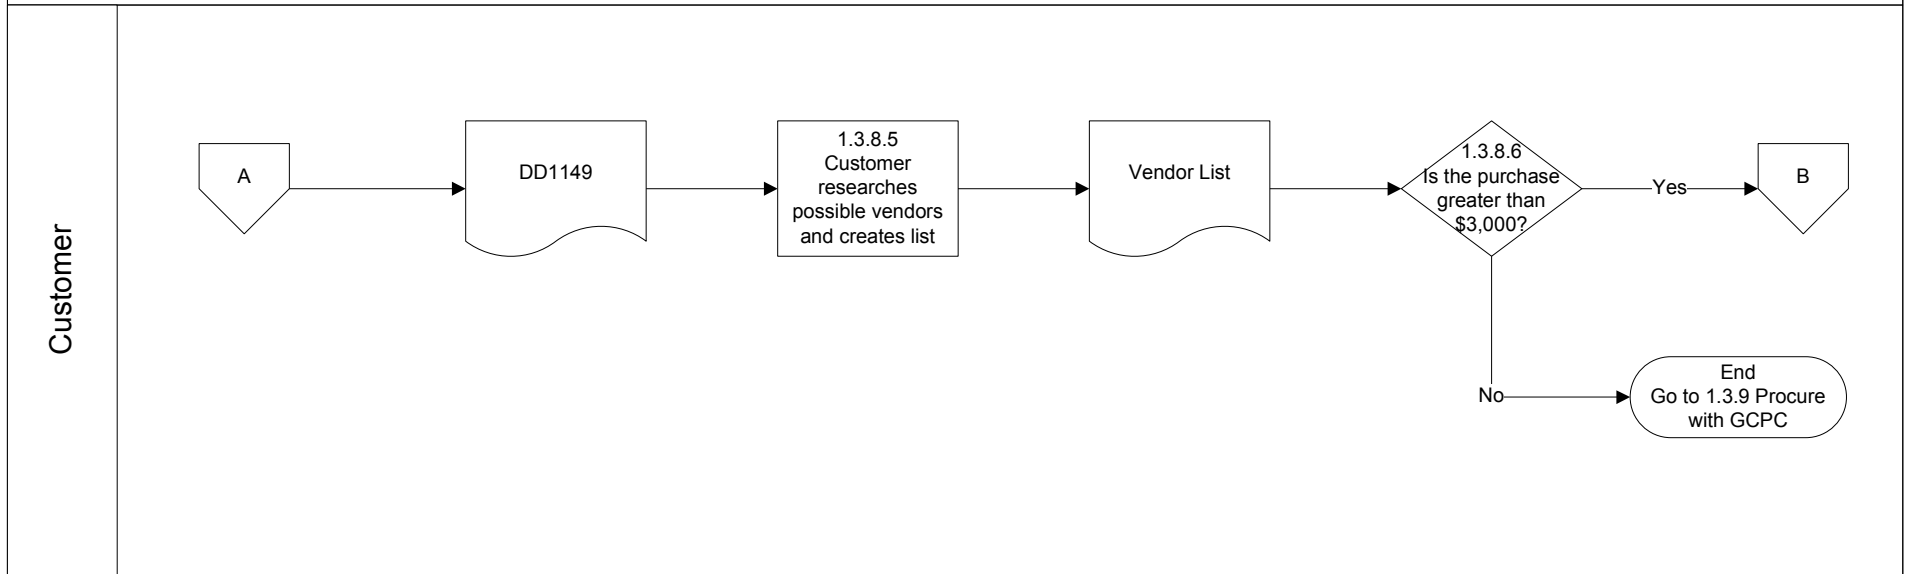 Customer
A
DD1149
1.3.8.5
Customer
researches
possible vendors
and creates list
Vendor List
1.3.8.6
Is the purchase
greater than
$3,000?
Yes
B
No
End
Go to 1.3.9 Procure
with GCPC